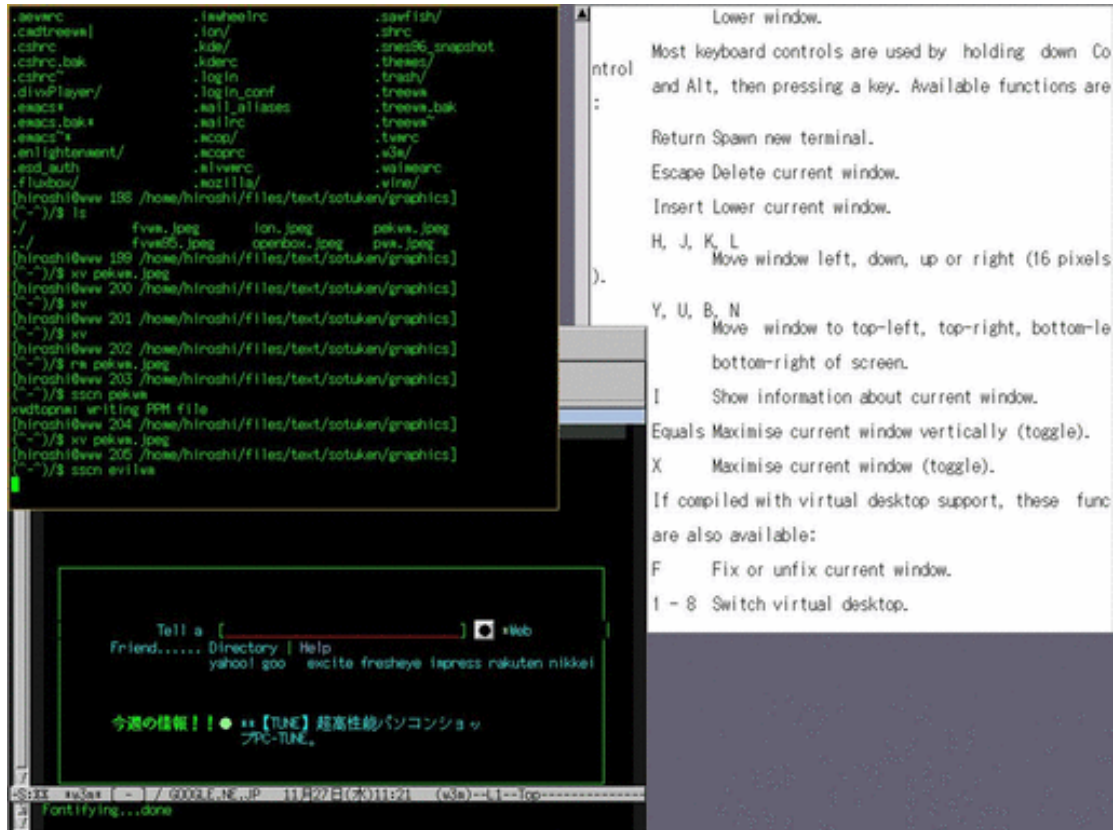 .aewmrc .imwheelrc .sawfish/
.cmdtreewm| .ion/ .shrc
.cshrc .kde/ .snes96_snapshot
.cshrc.bak .kderc .themes/
.cshrc~ .login .trash/
.divxPlayer/ .login_conf .treewm
.emacs* .mail_aliases .treewm.bak
.emacs.bak* .mailrc .treewm~
.emacs~* .mcop/ .twmrc
.enlightenment/ .mcoprc .w3m/
.esd_auth .mlvwmrc .waimearc
.fluxbox/ .mozilla/ .wine/
[hiroshi@www 198 /home/hiroshi/files/text/sotuken/graphics]
(^-^)/$ ls
./ fvwm.jpeg ion.jpeg pekwm.jpeg
../ fvwm95.jpeg openbox.jpeg pwm.jpeg
[hiroshi@www 199 /home/hiroshi/files/text/sotuken/graphics]
(^-^)/$ xv pekwm.jpeg
[hiroshi@www 200 /home/hiroshi/files/text/sotuken/graphics]
(^-^)/$ xv
[hiroshi@www 201 /home/hiroshi/files/text/sotuken/graphics]
(^-^)/$ xv
[hiroshi@www 202 /home/hiroshi/files/text/sotuken/graphics]
(^-^)/$ rm pekwm.jpeg
[hiroshi@www 203 /home/hiroshi/files/text/sotuken/graphics]
(^-^)/$ sscn pekwm
xwdtopnm: writing PPM file
[hiroshi@www 204 /home/hiroshi/files/text/sotuken/graphics]
(^-^)/$ xv pekwm.jpeg
[hiroshi@www 205 /home/hiroshi/files/text/sotuken/graphics]
(^-^)/$ sscn evilwm
Lower window.
Most keyboard controls are used by holding down Co
ntrol
and Alt, then pressing a key. Available functions are
:
Return Spawn new terminal.
Escape Delete current window.
Insert Lower current window.
H, J, K, L
Move window left, down, up or right (16 pixels
).
Y, U, B, N
Move window to top-left, top-right, bottom-le
bottom-right of screen.
I Show information about current window.
Equals Maximise current window vertically (toggle).
X Maximise current window (toggle).
If compiled with virtual desktop support, these func
are also available:
F Fix or unfix current window.
1 - 8 Switch virtual desktop.
Tell a [ ] *Web
Friend...... Directory | Help
yahoo! goo excite fresheye impress rakuten nikkei
今週の情報!!● **【TUNE】超高性能パソコンショッ
プPC-TUNE。
-S:** *w3m* [ - ] / GOOGLE.NE.JP 11月27日(水)11:21 (w3m)--L1--Top---------------
Fontifying...done